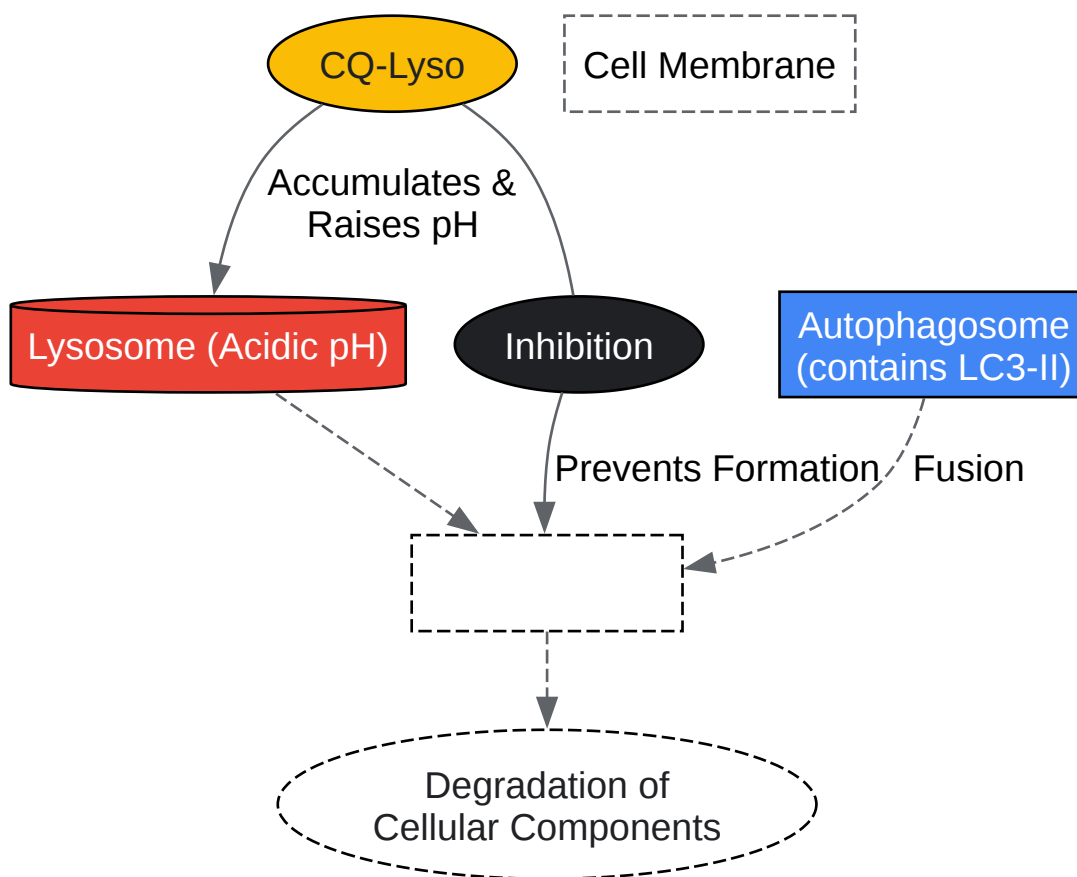 CQ-Lyso
Cell Membrane
Accumulates &
Raises pH
Lysosome (Acidic pH)
Inhibition
Autophagosome
(contains LC3-II)
Prevents Formation
Fusion
Degradation of
Cellular Components